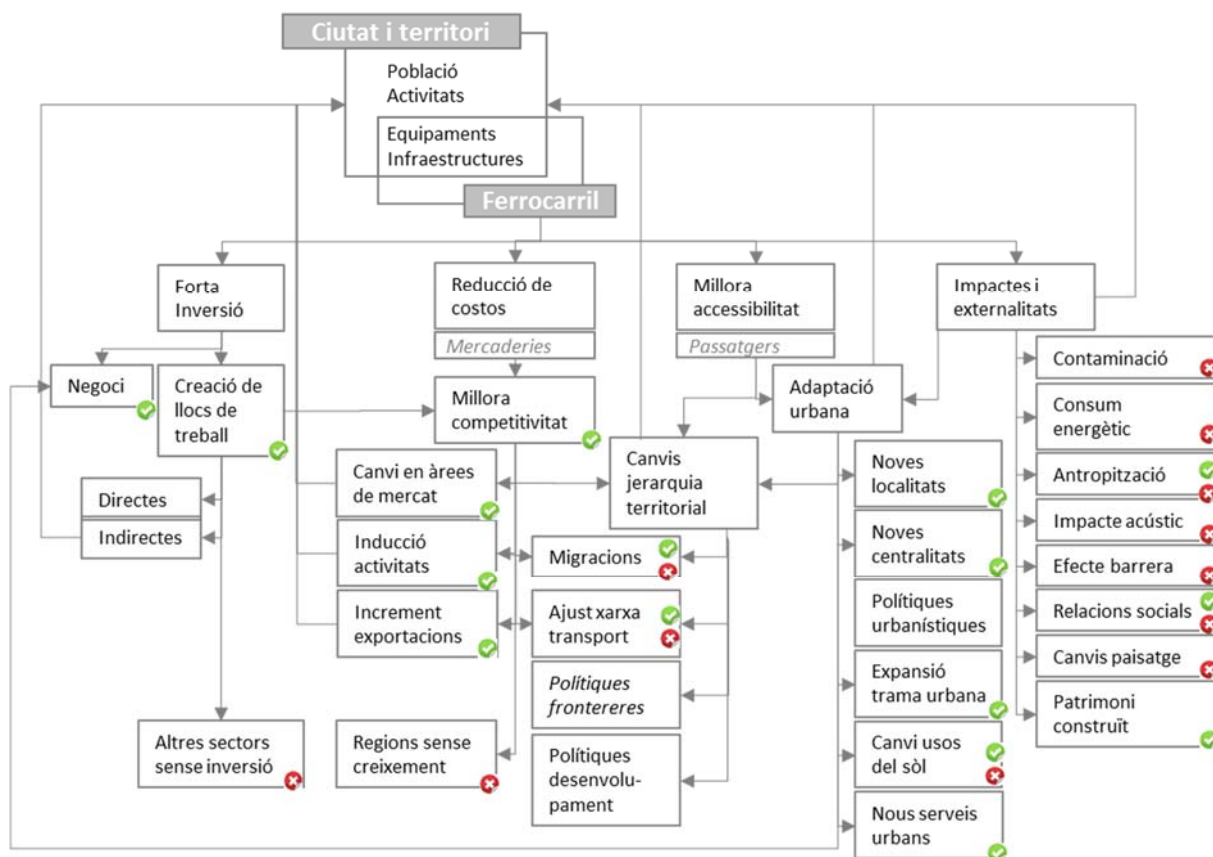 Ciutat i territori
Població
Activitats
Equipaments
Infraestructures
Ferrocarril
Forta
Inversió
Reducció de
costos
Mercaderies
Millora
accessibilitat
Passatgers
Impactes i
externalitats
Negoci
Creació de
llocs de
treball
Millora
competitivitat
Adaptació
urbana
Directes
Indirectes
Canvi en àrees
de mercat
Inducció
activitats
Increment
exportacions
Canvis
jerarquia
territorial
Migracions
Ajust xarxa
transport
Polítiques
frontereres
Polítiques
desenvolu-
pament
Altres sectors
sense inversió
Regions sense
creixement
Noves
localitats
Noves
centralitats
Polítiques
urbanístiques
Expansió
trama urbana
Canvi usos
del sòl
Nous serveis
urbans
Contaminació
Consum
energètic
Antropització
Impacte acústic
Efecte barrera
Relacions socials
Canvis paisatge
Patrimoni
construït